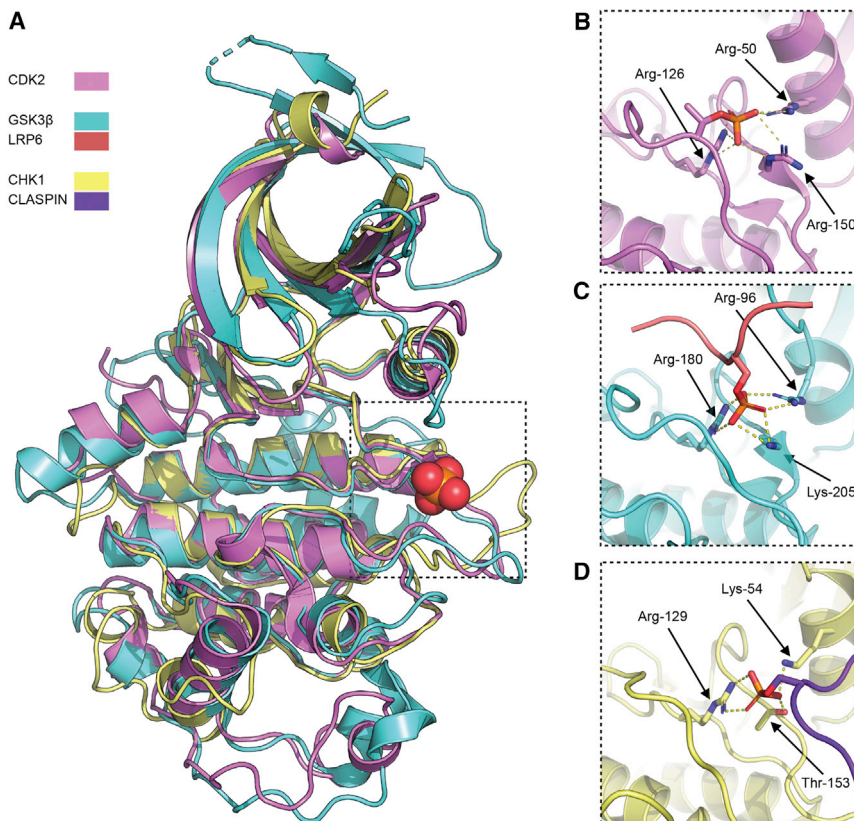 A
CDK2
GSK3β
LRP6
CHK1
CLASPIN
B
Arg-50
Arg-126
Arg-150
C
Arg-96
Arg-180
Lys-205
D
Lys-54
Arg-129
Thr-153